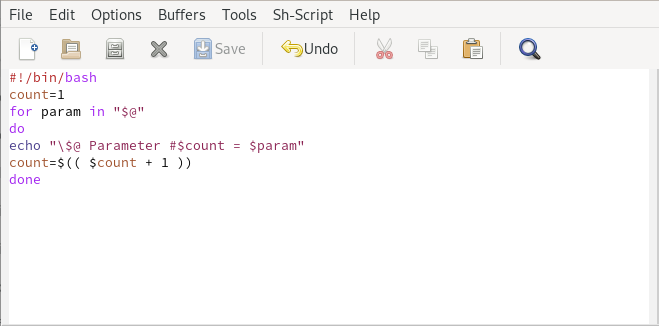 File Edit Options Buffers Tools Sh-Script Help
Save Undo
#!/bin/bash
count=1
for param in "$@"
do
echo "\$@ Parameter #$count = $param"
count=$(( $count + 1 ))
done